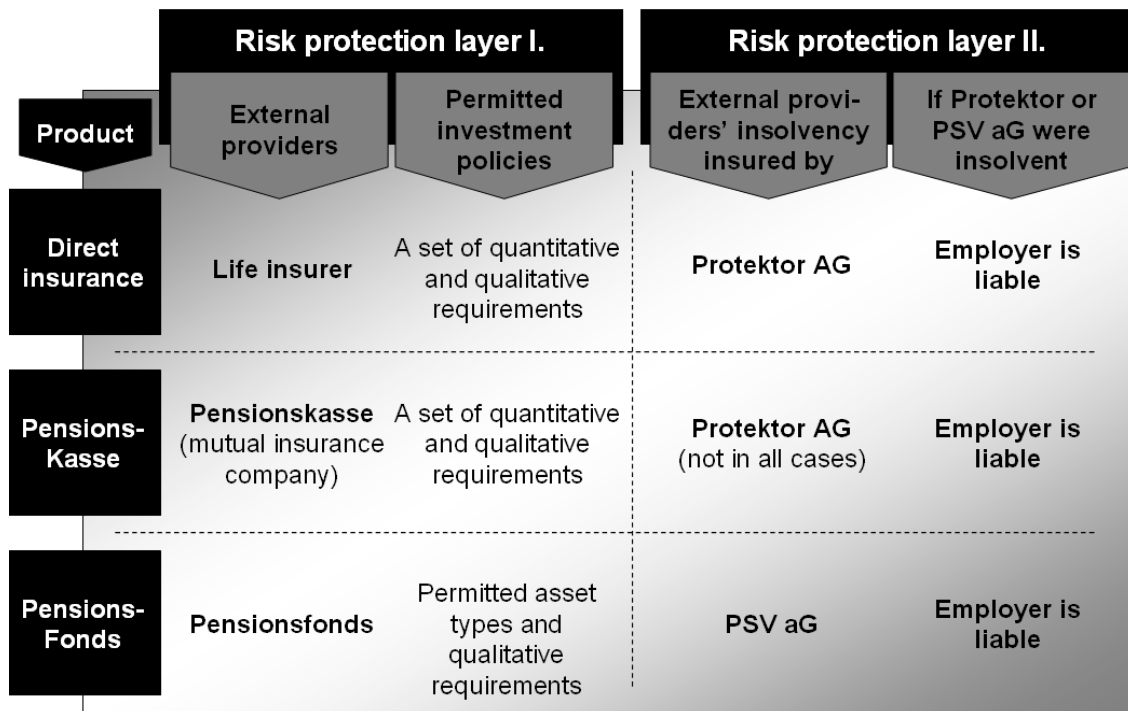 Risk protection layer I.
Risk protection layer II.
Product
External
providers
Permitted
investment
policies
External provi-
ders’ insolvency
insured by
If Protektor or
PSV aG were
insolvent
Direct
insurance
Life insurer
A set of quantitative
and qualitative
requirements
Protektor AG
Employer is
liable
Pensions-
Kasse
Pensionskasse
(mutual insurance
company)
A set of quantitative
and qualitative
requirements
Protektor AG
(not in all cases)
Employer is
liable
Pensions-
Fonds
Pensionsfonds
Permitted asset
types and
qualitative
requirements
PSV aG
Employer is
liable